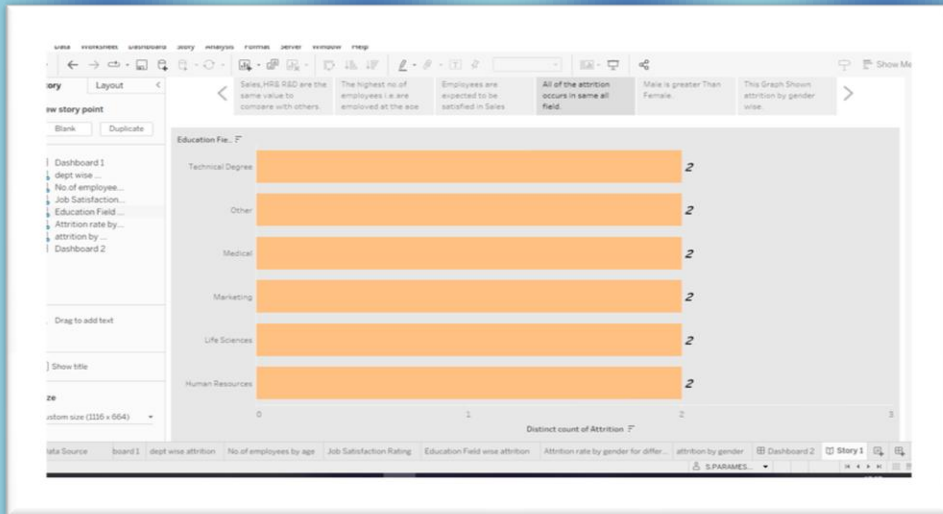 Data Worksheet Dashboard Story Analysis Format Server Window Help
Show Me
ory Layout
ew story point
Blank Duplicate
Dashboard 1
dept wise ...
No.of employee...
Job Satisfaction...
Education Field ...
Attrition rate by...
attrition by ...
Dashboard 2
Drag to add text
Show title
ze
ustom size (1116 x 664)
Sales,HR& R&D are the
same value to
compare with others.
The highest no of
employees i.e are
employed at the age
Employees are
expected to be
satisfied in Sales
All of the attrition
occurs in same all
field.
Male is greater Than
Female.
This Graph Shown
attrition by gender
wise.
Education Fie..
Technical Degree 2
Other 2
Medical 2
Marketing 2
Life Sciences 2
Human Resources 2
0 1 2 3
Distinct count of Attrition
ata Source board 1 dept wise attrition No.of employees by age Job Satisfaction Rating Education Field wise attrition Attrition rate by gender for differ... attrition by gender Dashboard 2 Story 1
S.PARAMES...